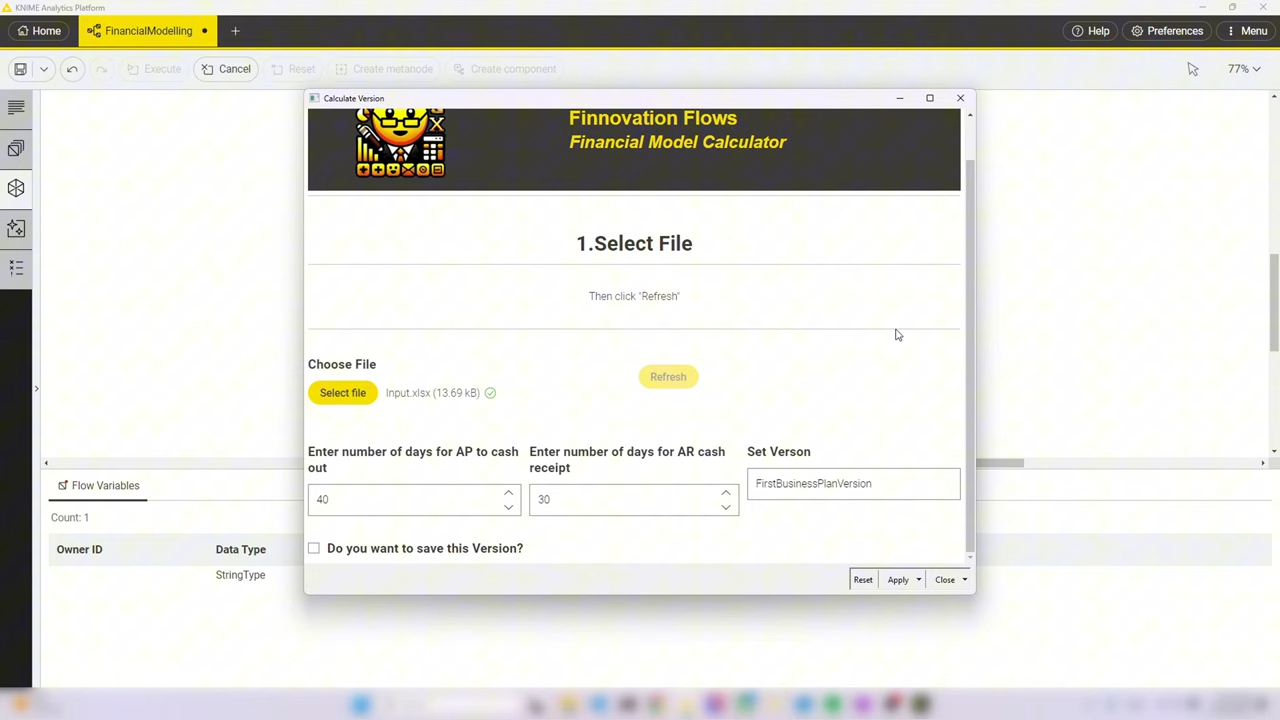 KNIME Analytics Platform
Home
FinancialModelling
Help
Preferences
Menu
Execute
Cancel
Reset
Create metanode
Create component
77%
Calculate Version
Finnovation Flows
Financial Model Calculator
1.Select File
Then click "Refresh"
Choose File
Select file
Input.xlsx (13.69 kB)
Refresh
Enter number of days for AP to cash
out
Enter number of days for AR cash
receipt
Set Verson
40
30
FirstBusinessPlanVersion
Do you want to save this Version?
Reset
Apply
Close
Flow Variables
Count: 1
Owner ID
Data Type
StringType